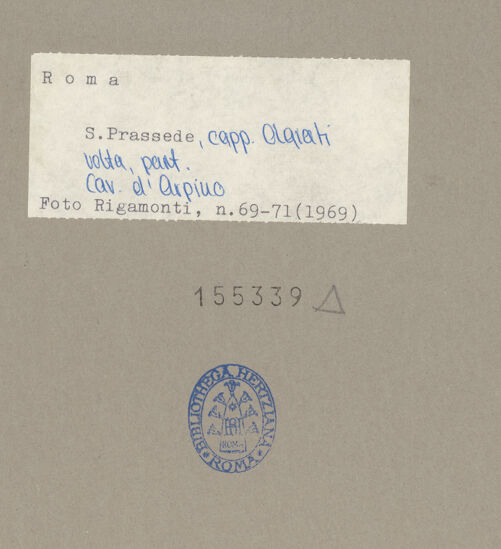 Roma
S.Prassede, capp. Olgiati
volta, part.
Cav. d'Arpino
Foto Rigamonti, n.69-71(1969)
155339 Δ
BIBLIOTHECA HERTZIANA
ROMA